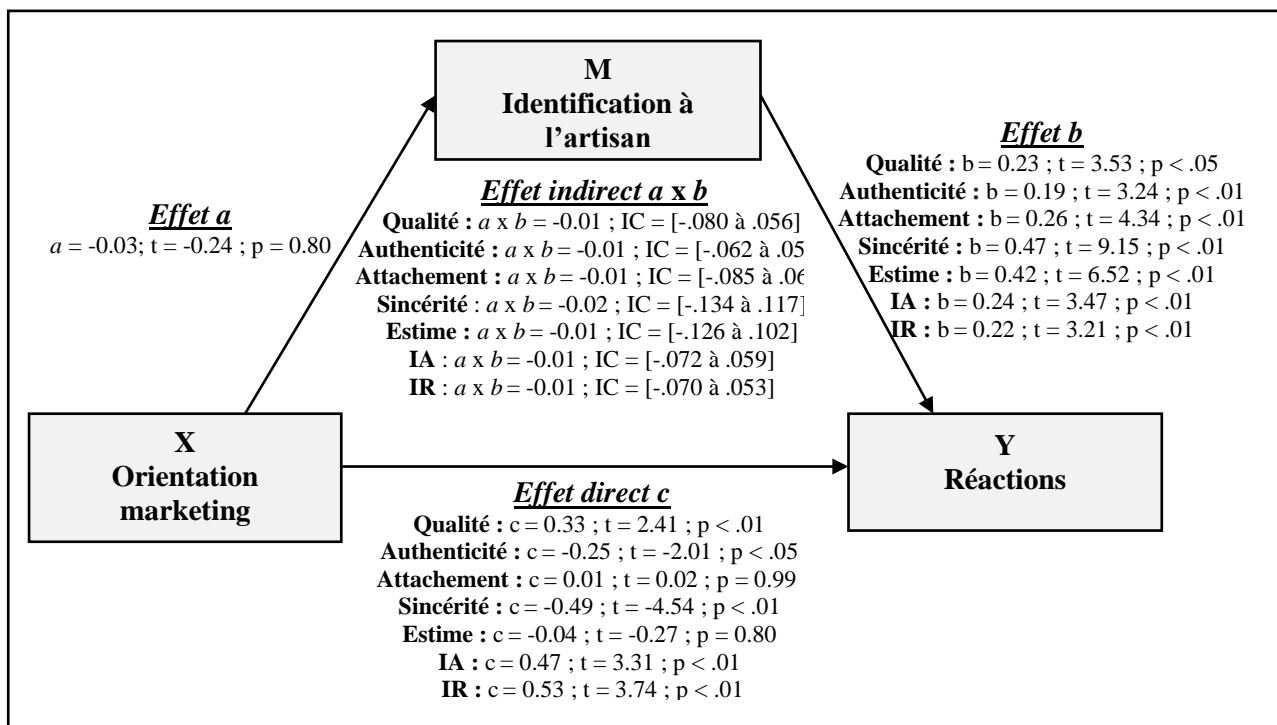 M
Identification à
l'artisan
Effet a
a = -0.03; t = -0.24 ; p = 0.80
Effet indirect a x b
Qualité : a x b = -0.01 ; IC = [-.080 à .056]
Authenticité : a x b = -0.01 ; IC = [-.062 à .05
Attachement : a x b = -0.01 ; IC = [-.085 à .06
Sincérité : a x b = -0.02 ; IC = [-.134 à .117]
Estime : a x b = -0.01 ; IC = [-.126 à .102]
IA : a x b = -0.01 ; IC = [-.072 à .059]
IR : a x b = -0.01 ; IC = [-.070 à .053]
Effet b
Qualité : b = 0.23 ; t = 3.53 ; p < .05
Authenticité : b = 0.19 ; t = 3.24 ; p < .01
Attachement : b = 0.26 ; t = 4.34 ; p < .01
Sincérité : b = 0.47 ; t = 9.15 ; p < .01
Estime : b = 0.42 ; t = 6.52 ; p < .01
IA : b = 0.24 ; t = 3.47 ; p < .01
IR : b = 0.22 ; t = 3.21 ; p < .01
X
Orientation
marketing
Y
Réactions
Effet direct c
Qualité : c = 0.33 ; t = 2.41 ; p < .01
Authenticité : c = -0.25 ; t = -2.01 ; p < .05
Attachement : c = 0.01 ; t = 0.02 ; p = 0.99
Sincérité : c = -0.49 ; t = -4.54 ; p < .01
Estime : c = -0.04 ; t = -0.27 ; p = 0.80
IA : c = 0.47 ; t = 3.31 ; p < .01
IR : c = 0.53 ; t = 3.74 ; p < .01